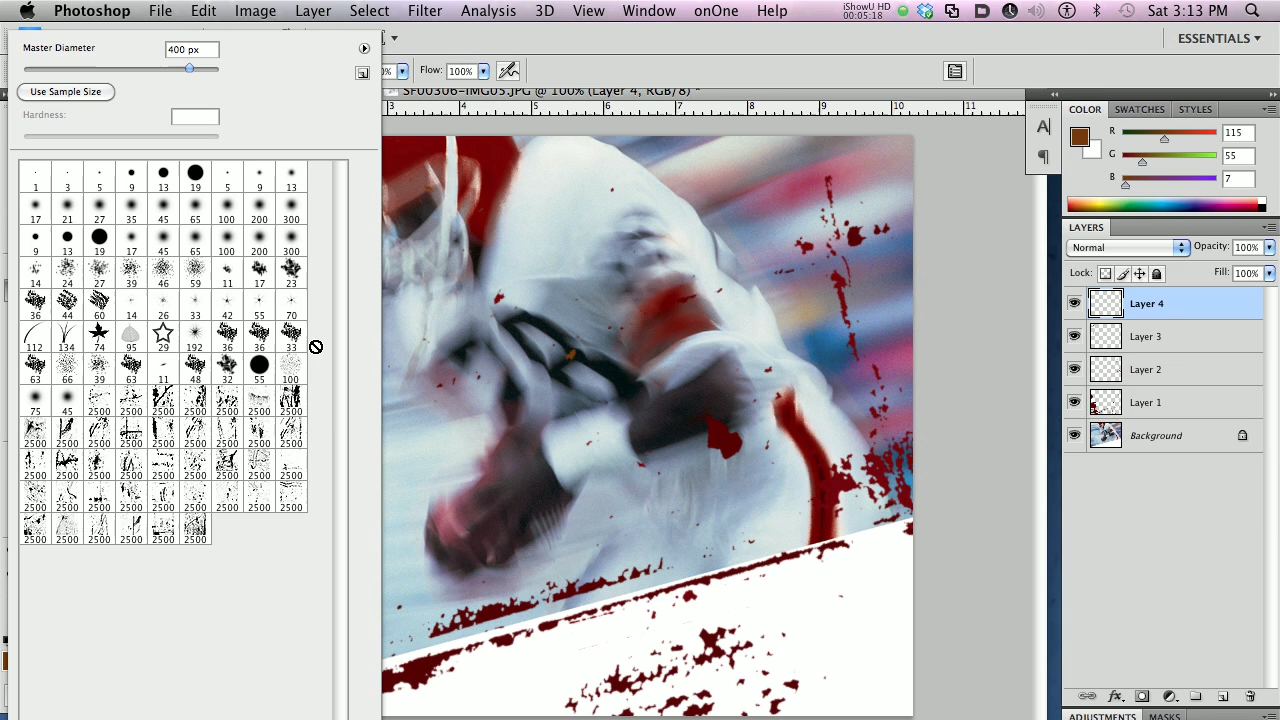 Photoshop File Edit Image Layer Select Filter Analysis 3D View Window onOne Help iShowU HD 00:05:18 Sat 3:13 PM
ESSENTIALS
Master Diameter 400 px
Use Sample Size
Hardness:
Flow: 100%
SF00306-IMG05.JPG @ 100% (Layer 4, RGB/8) *
3 4 5 6 7 8 9 10 11
1 3 5 9 13 19 5 9 13
17 21 27 35 45 65 100 200 300
9 13 19 17 45 65 100 200 300
14 24 27 39 46 59 11 17 23
36 44 60 14 26 33 42 55 70
112 134 74 95 29 192 36 36 33
63 66 39 63 11 48 32 55 100
75 45 2500 2500 2500 2500 2500 2500 2500
2500 2500 2500 2500 2500 2500 2500 2500 2500
2500 2500 2500 2500 2500 2500 2500 2500 2500
2500 2500 2500 2500 2500 2500 2500 2500 2500
2500 2500 2500 2500 2500 2500
COLOR SWATCHES STYLES
R 115
G 55
B 7
LAYERS
Normal Opacity: 100%
Lock: Fill: 100%
Layer 4
Layer 3
Layer 2
Layer 1
Background
fx
ADJUSTMENTS MASKS